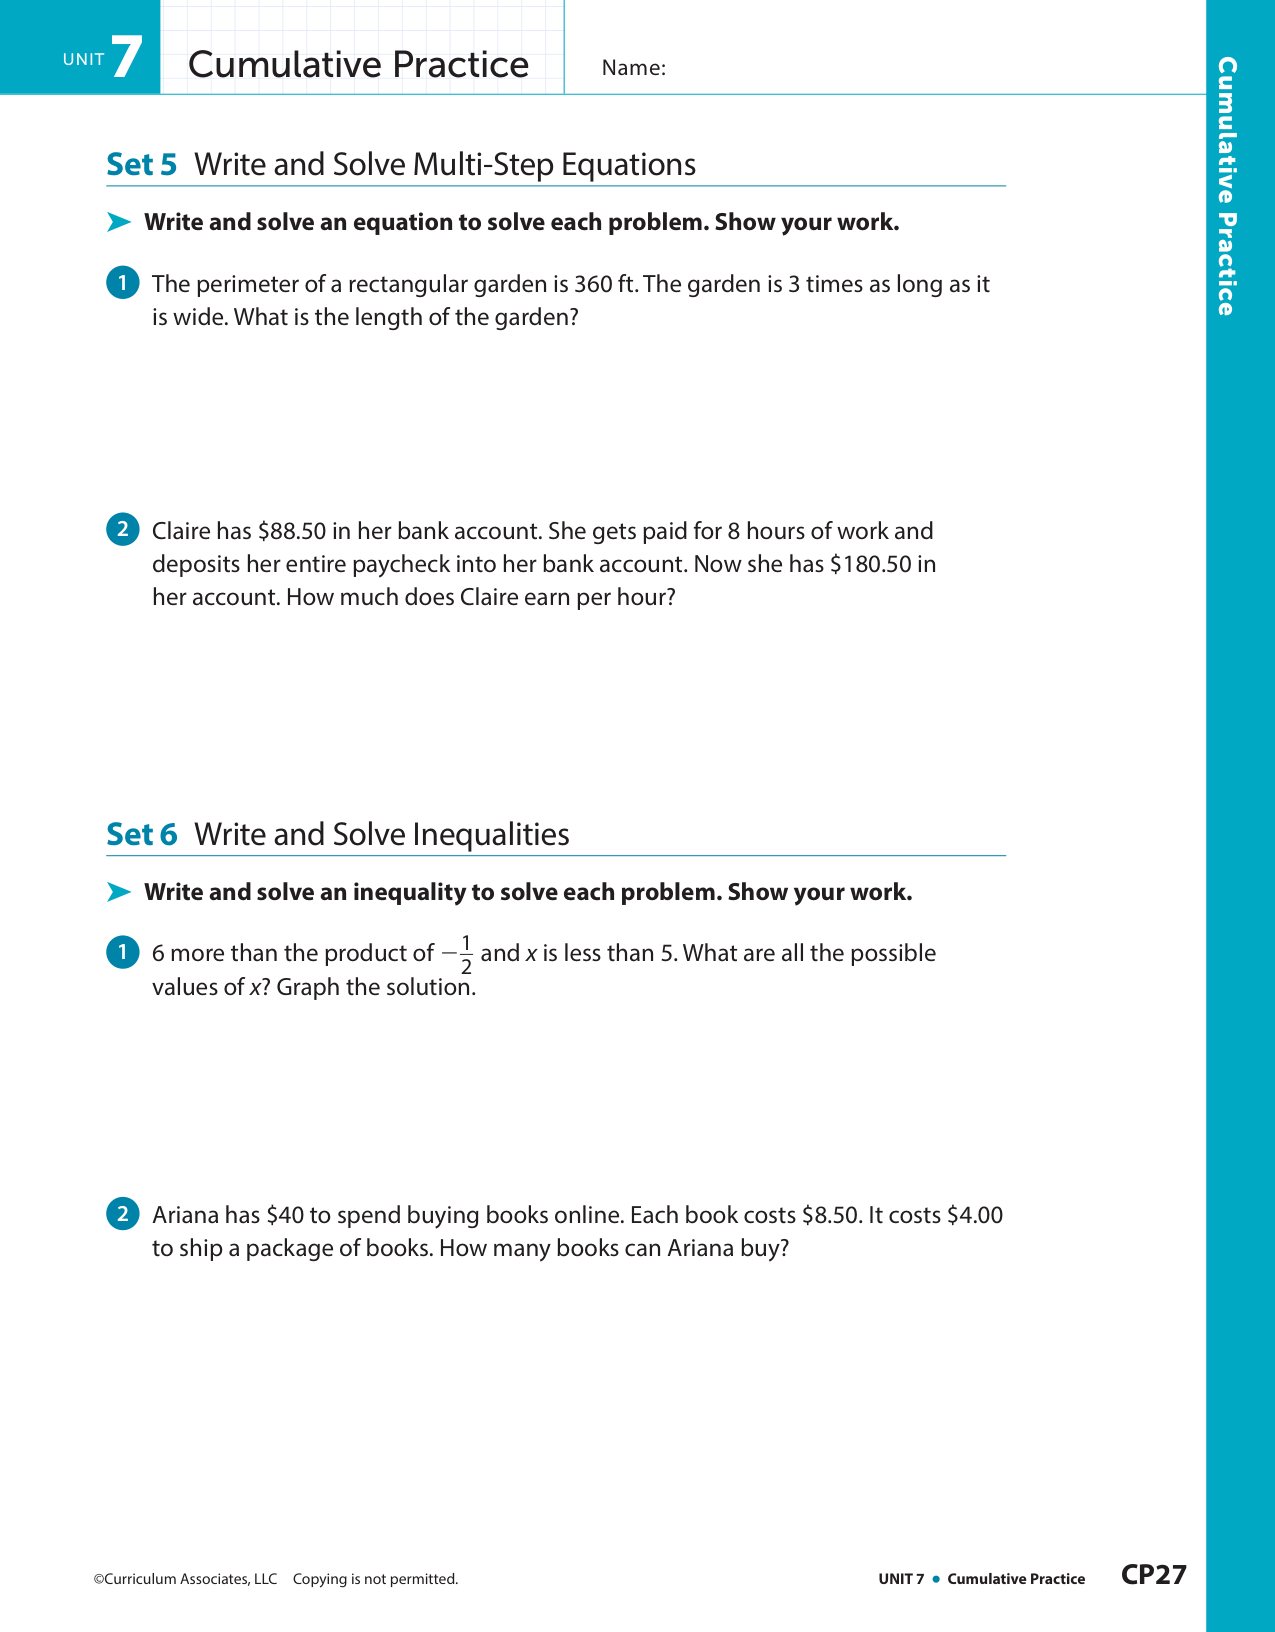 UNIT 7 Cumulative Practice Name:
Cumulative Practice
Set 5 Write and Solve Multi-Step Equations
➤ Write and solve an equation to solve each problem. Show your work.
1 The perimeter of a rectangular garden is 360 ft. The garden is 3 times as long as it
is wide. What is the length of the garden?
2 Claire has $88.50 in her bank account. She gets paid for 8 hours of work and
deposits her entire paycheck into her bank account. Now she has $180.50 in
her account. How much does Claire earn per hour?
Set 6 Write and Solve Inequalities
➤ Write and solve an inequality to solve each problem. Show your work.
1 6 more than the product of −1/2 and x is less than 5. What are all the possible
values of x? Graph the solution.
2 Ariana has $40 to spend buying books online. Each book costs $8.50. It costs $4.00
to ship a package of books. How many books can Ariana buy?
©Curriculum Associates, LLC Copying is not permitted. UNIT 7 • Cumulative Practice CP27